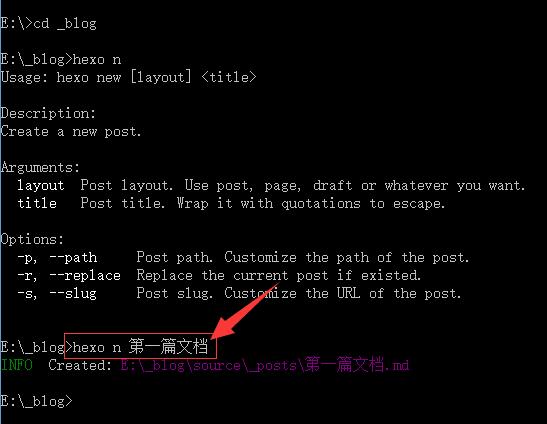 E:\>cd _blog
E:\_blog>hexo n
Usage: hexo new [layout] <title>
Description:
Create a new post.
Arguments:
layout  Post layout. Use post, page, draft or whatever you want.
title   Post title. Wrap it with quotations to escape.
Options:
-p, --path     Post path. Customize the path of the post.
-r, --replace  Replace the current post if existed.
-s, --slug     Post slug. Customize the URL of the post.
E:\_blog>hexo n 第一篇文档
INFO  Created: E:\_blog\source\_posts\第一篇文档.md
E:\_blog>